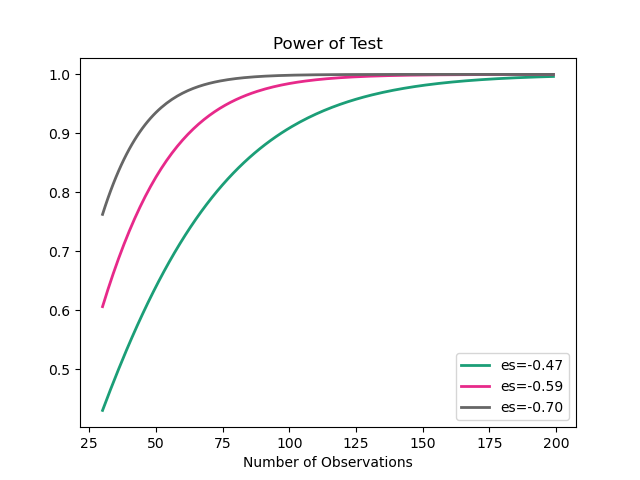 Power of Test
1.0
0.9
0.8
0.7
0.6
0.5
es=-0.47
es=-0.59
es=-0.70
25 50 75 100 125 150 175 200
Number of Observations